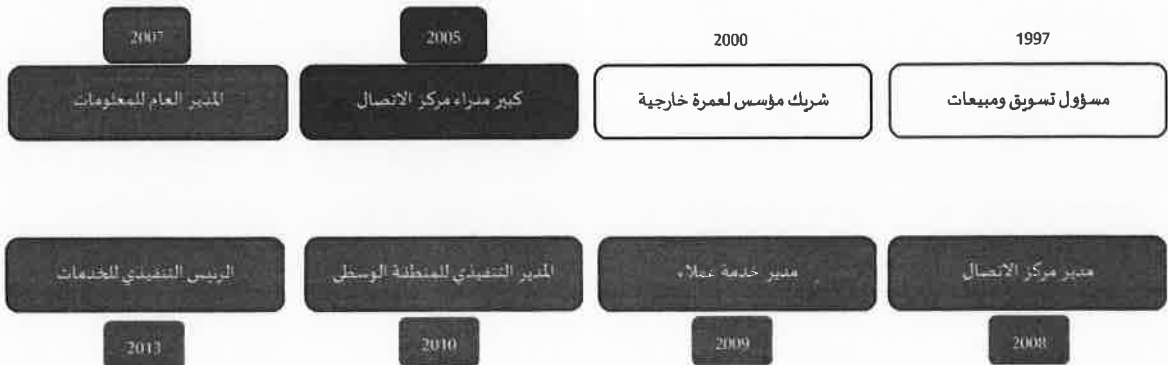 1997
مسؤول تسويق ومبيعات
2000
شريك مؤسس لعمرة خارجية
2005
كبير مدراء مركز الاتصال
2007
المدير العام للمعلومات
مدير مركز الاتصال
2008
مدير خدمة عملاء
2009
المدير التنفيذي للمنطقة الوسطى
2010
الرئيس التنفيذي للخدمات
2013